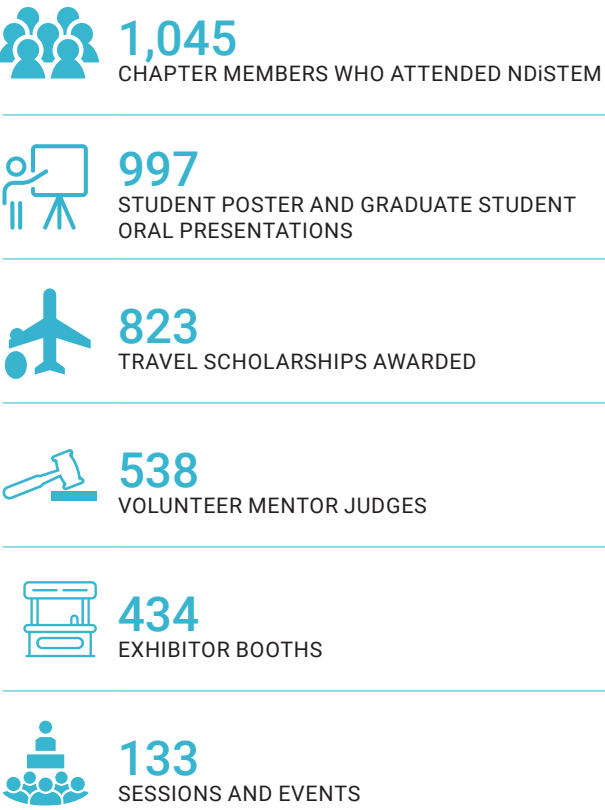 1,045
CHAPTER MEMBERS WHO ATTENDED NDiSTEM
997
STUDENT POSTER AND GRADUATE STUDENT
ORAL PRESENTATIONS
823
TRAVEL SCHOLARSHIPS AWARDED
538
VOLUNTEER MENTOR JUDGES
434
EXHIBITOR BOOTHS
133
SESSIONS AND EVENTS